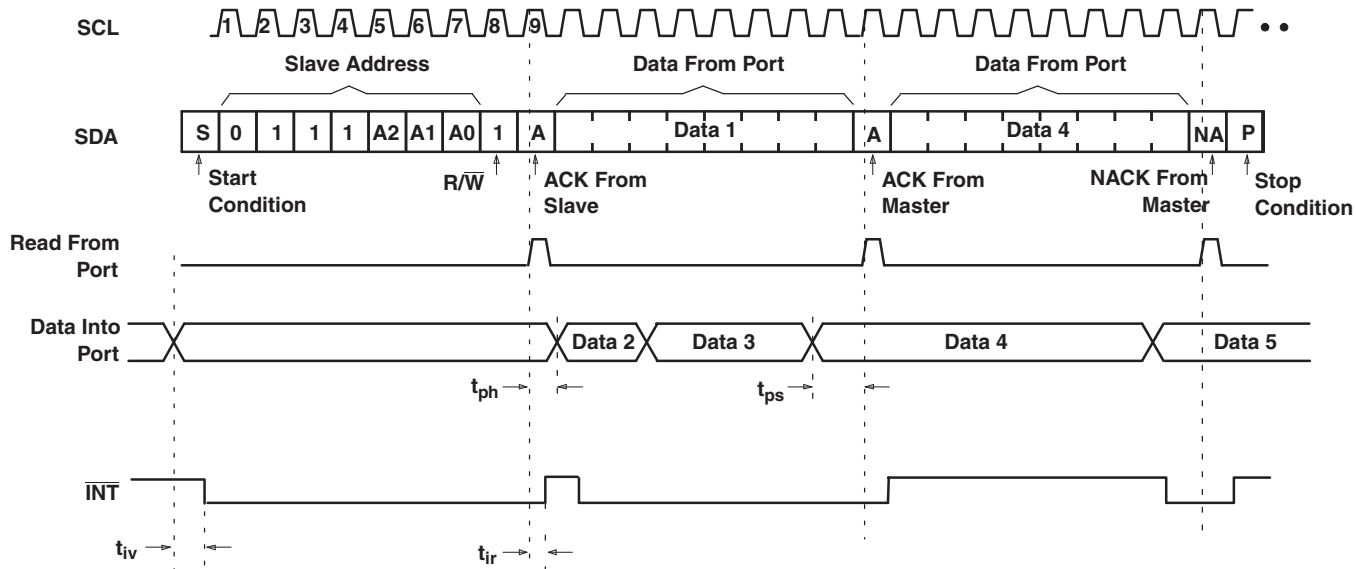 SCL 1 2 3 4 5 6 7 8 9
Slave Address Data From Port Data From Port
SDA S 0 1 1 1 A2 A1 A0 1 A Data 1 A Data 4 NA P
Start
Condition
R/W̅
ACK From
Slave
ACK From
Master
NACK From
Master
Stop
Condition
Read From
Port
Data Into
Port
Data 2 Data 3 Data 4 Data 5
tph
tps
I̅N̅T̅
tiv
tir